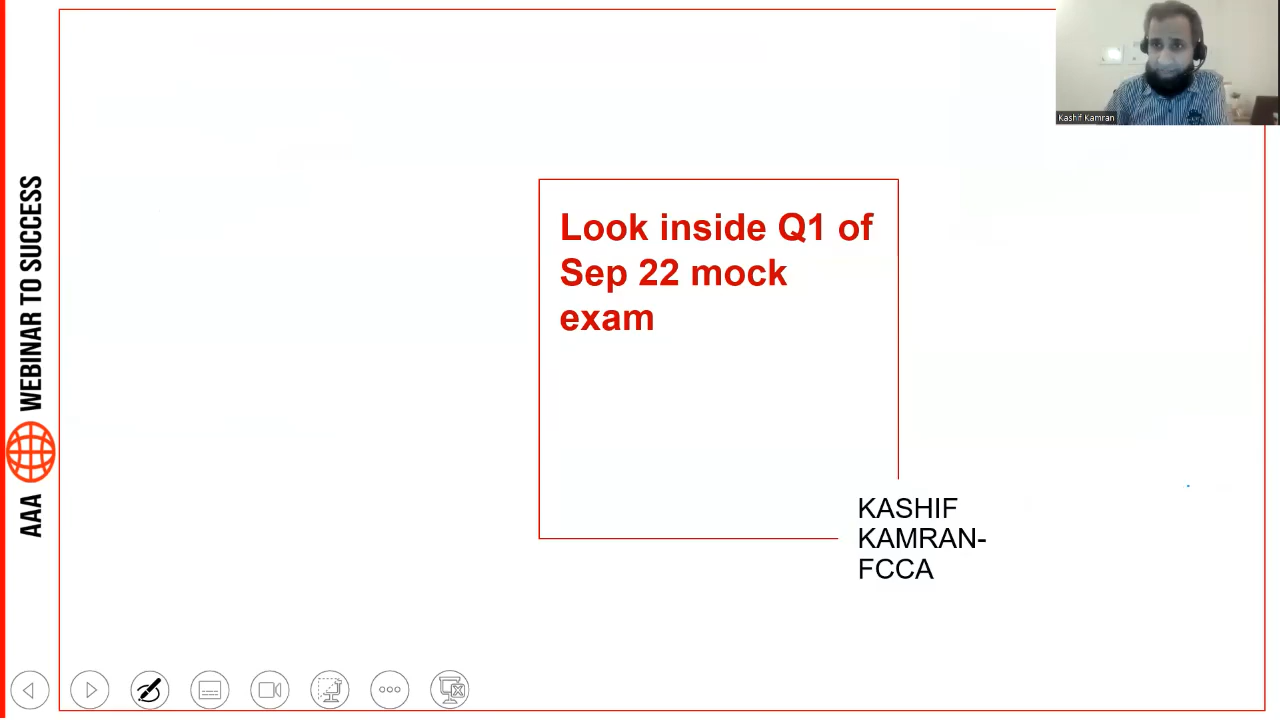 AAA WEBINAR TO SUCCESS
Kashif Kamran
Look inside Q1 of
Sep 22 mock
exam
KASHIF
KAMRAN-
FCCA